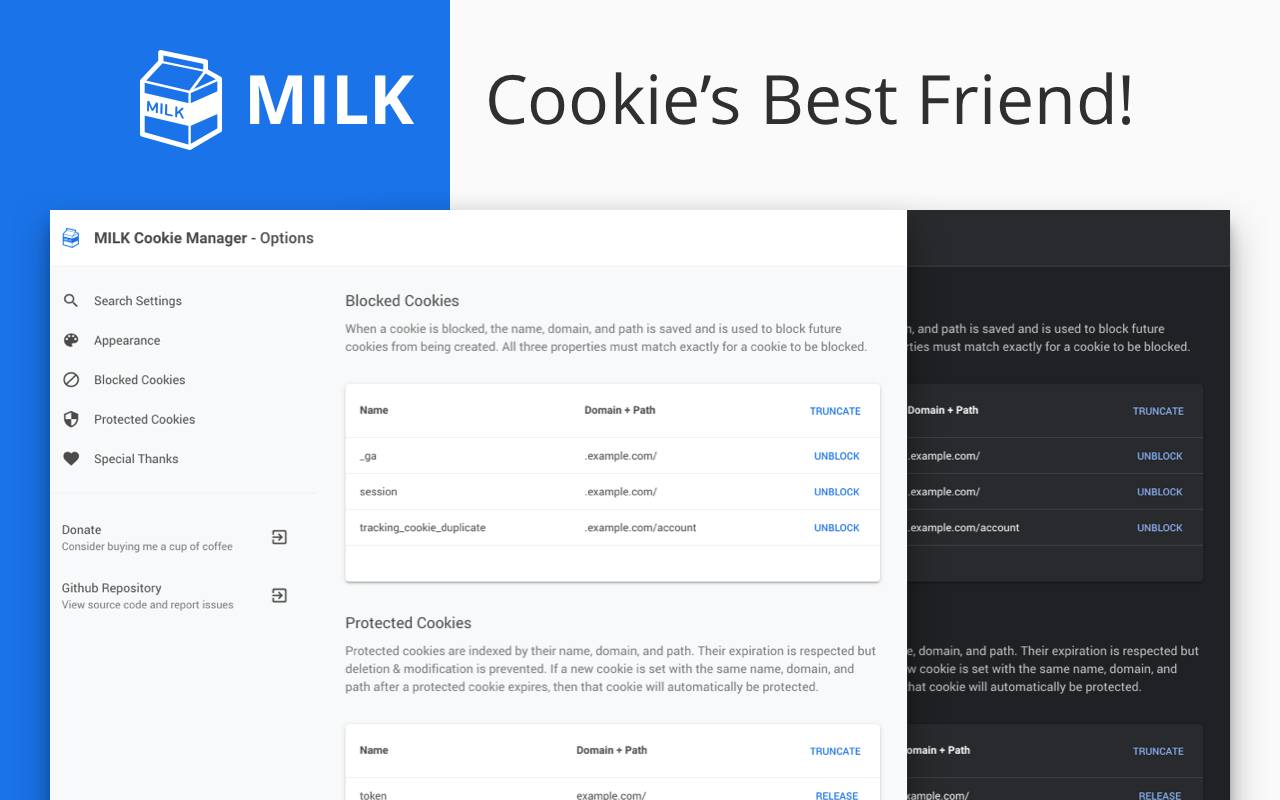 MILK
MILK
Cookie’s Best Friend!
MILK Cookie Manager - Options
Search Settings
Appearance
Blocked Cookies
Protected Cookies
Special Thanks
Donate
Consider buying me a cup of coffee
Github Repository
View source code and report issues
Blocked Cookies
When a cookie is blocked, the name, domain, and path is saved and is used to block future
cookies from being created. All three properties must match exactly for a cookie to be blocked.
Name Domain + Path TRUNCATE
_ga .example.com/ UNBLOCK
session .example.com/ UNBLOCK
tracking_cookie_duplicate .example.com/account UNBLOCK
Protected Cookies
Protected cookies are indexed by their name, domain, and path. Their expiration is respected but
deletion & modification is prevented. If a new cookie is set with the same name, domain, and
path after a protected cookie expires, then that cookie will automatically be protected.
Name Domain + Path TRUNCATE
token example.com/ RELEASE
, and path is saved and is used to block future
must match exactly for a cookie to be blocked.
Domain + Path TRUNCATE
.example.com/ UNBLOCK
.example.com/ UNBLOCK
.example.com/account UNBLOCK
, domain, and path. Their expiration is respected but
cookie is set with the same name, domain, and
cookie will automatically be protected.
+ Path TRUNCATE
RELEASE